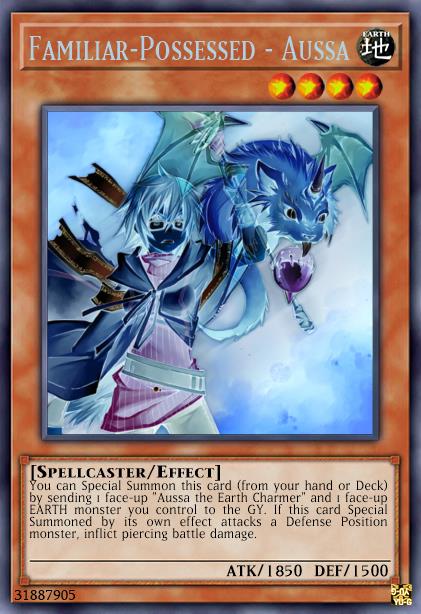 Familiar-Possessed - Aussa
EARTH
地
[Spellcaster/Effect]
You can Special Summon this card (from your hand or Deck)
by sending 1 face-up "Aussa the Earth Charmer" and 1 face-up
EARTH monster you control to the GY. If this card Special
Summoned by its own effect attacks a Defense Position
monster, inflict piercing battle damage.
ATK/1850 DEF/1500
31887905